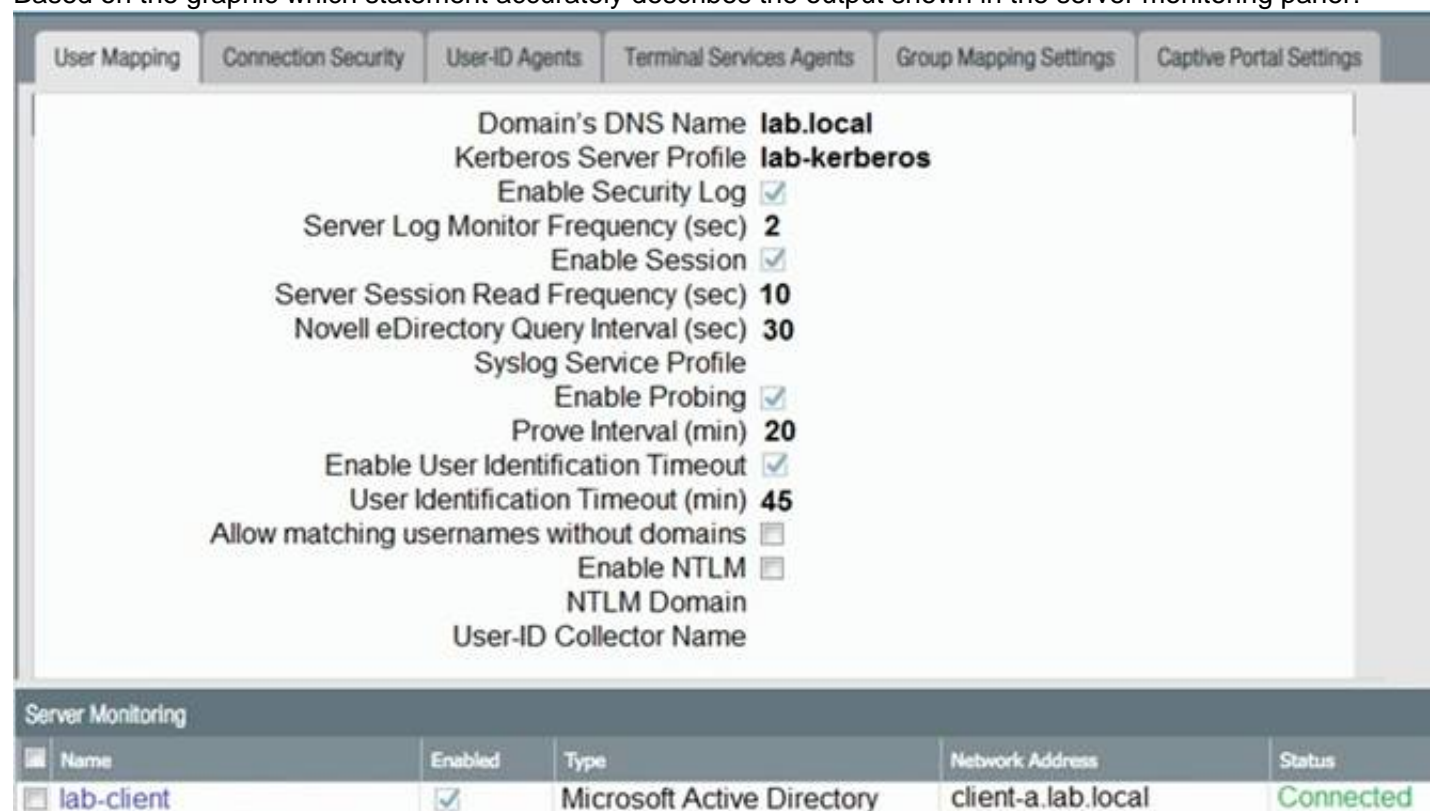 Based on the graphic which statement accurately describes the output shown in the server monitoring panel?
User Mapping Connection Security User-ID Agents Terminal Services Agents Group Mapping Settings Captive Portal Settings
Domain's DNS Name lab.local
Kerberos Server Profile lab-kerberos
Enable Security Log
Server Log Monitor Frequency (sec) 2
Enable Session
Server Session Read Frequency (sec) 10
Novell eDirectory Query Interval (sec) 30
Syslog Service Profile
Enable Probing
Prove Interval (min) 20
Enable User Identification Timeout
User Identification Timeout (min) 45
Allow matching usernames without domains
Enable NTLM
NTLM Domain
User-ID Collector Name
Server Monitoring
Name Enabled Type Network Address Status
lab-client Microsoft Active Directory client-a.lab.local Connected